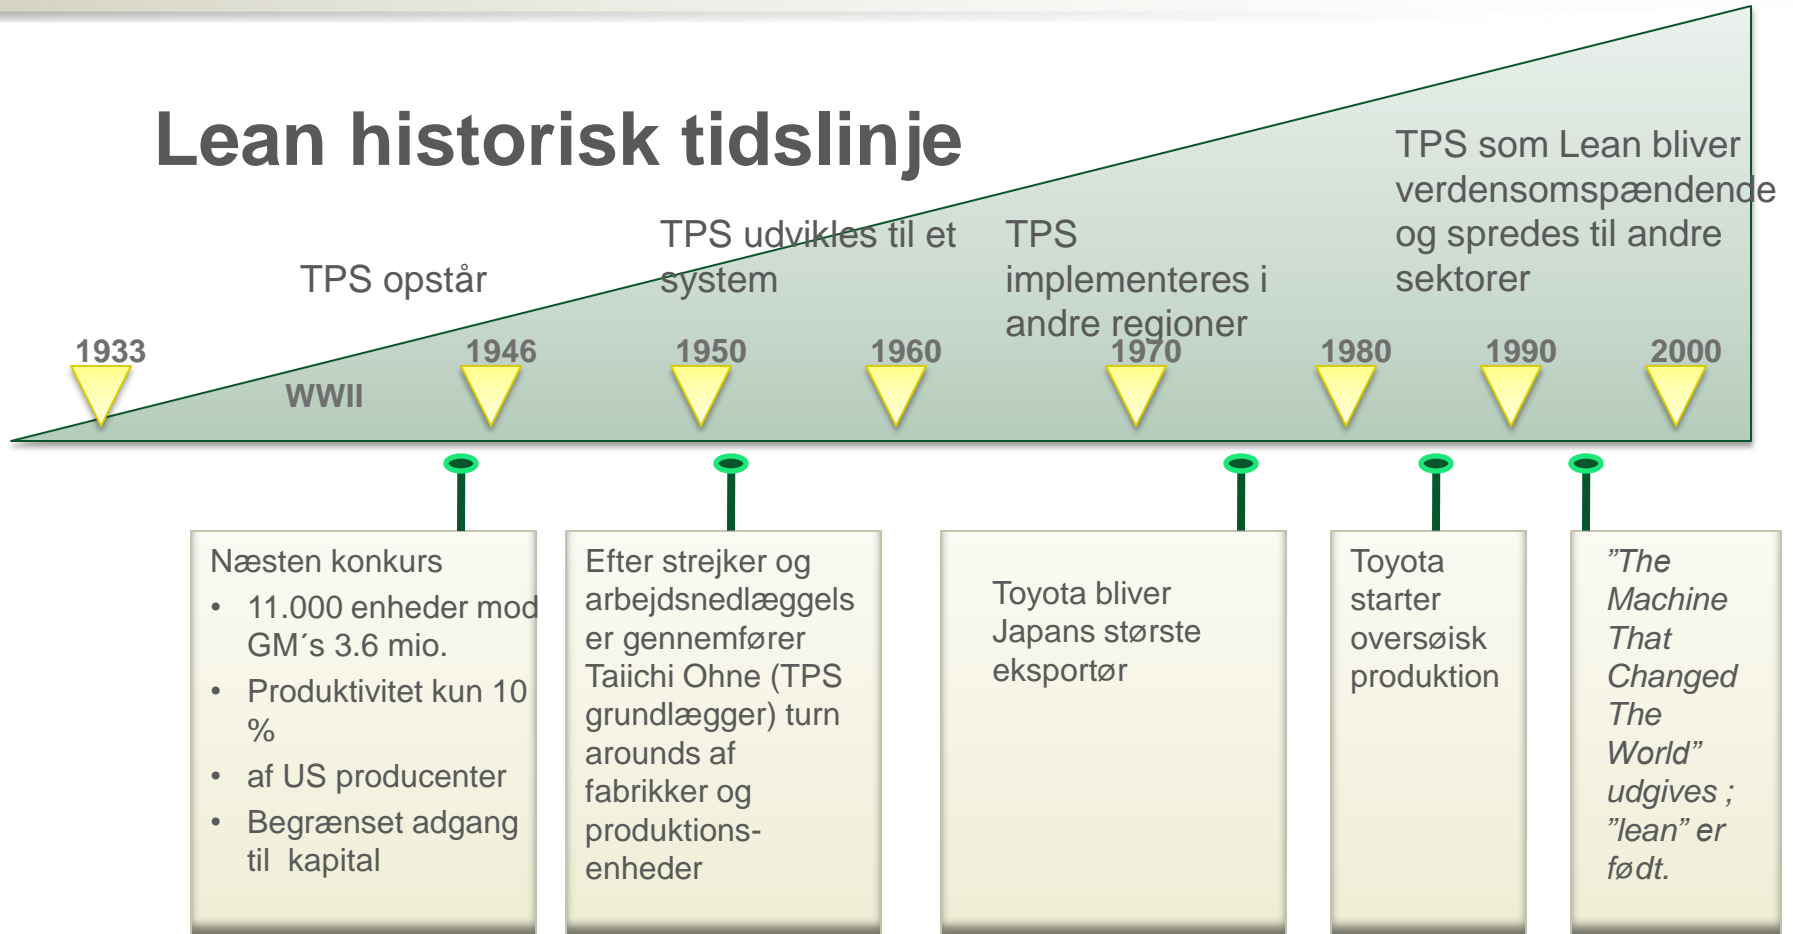 Lean historisk tidslinje
TPS opstår
TPS udvikles til et
system
TPS
implementeres i
andre regioner
TPS som Lean bliver
verdensomspændende
og spredes til andre
sektorer
1933
1946
1950
1960
1970
1980
1990
2000
WWII
Næsten konkurs
• 11.000 enheder mod
GM´s 3.6 mio.
• Produktivitet kun 10
%
• af US producenter
• Begrænset adgang
til kapital
Efter strejker og
arbejdsnedlæggels
er gennemfører
Taiichi Ohne (TPS
grundlægger) turn
arounds af
fabrikker og
produktions-
enheder
Toyota bliver
Japans største
eksportør
Toyota
starter
oversøisk
produktion
”The
Machine
That
Changed
The
World”
udgives ;
”lean” er
født.